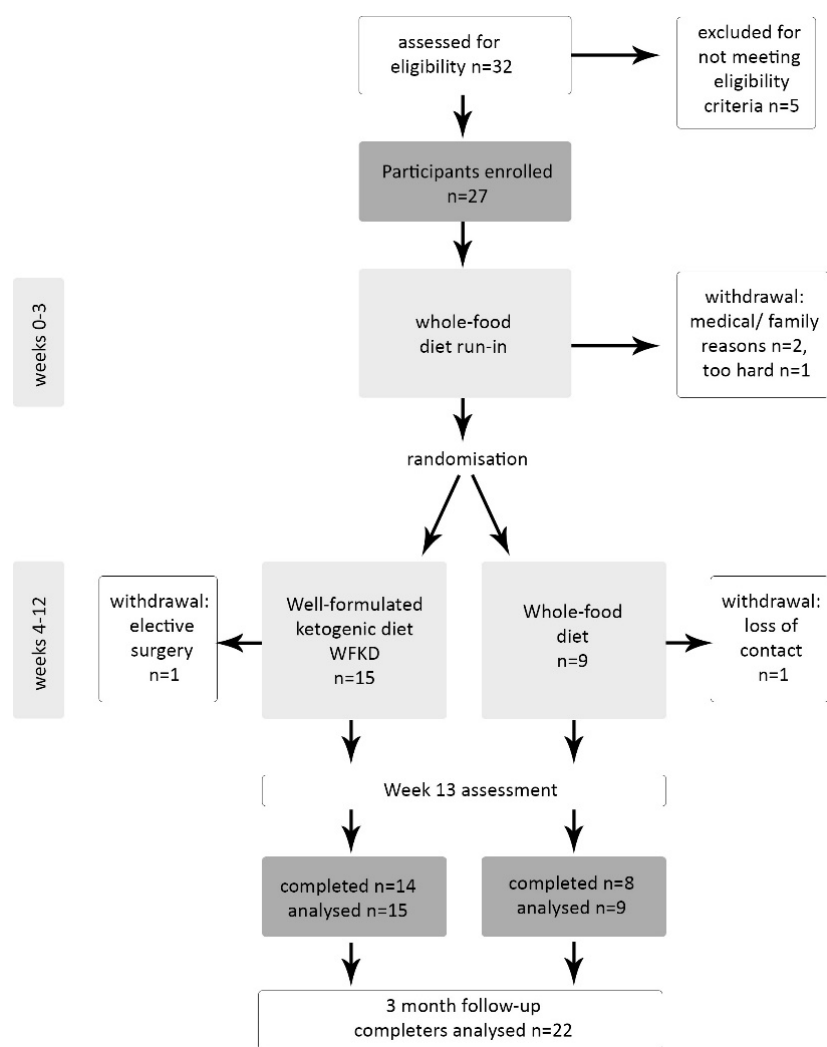 assessed for
eligibility n=32
excluded for
not meeting
eligibility
criteria n=5
Participants enrolled
n=27
weeks 0-3
whole-food
diet run-in
withdrawal:
medical/ family
reasons n=2,
too hard n=1
randomisation
weeks 4-12
withdrawal:
elective
surgery
n=1
Well-formulated
ketogenic diet
WFKD
n=15
Whole-food
diet
n=9
withdrawal:
loss of
contact
n=1
Week 13 assessment
completed n=14
analysed n=15
completed n=8
analysed n=9
3 month follow-up
completers analysed n=22